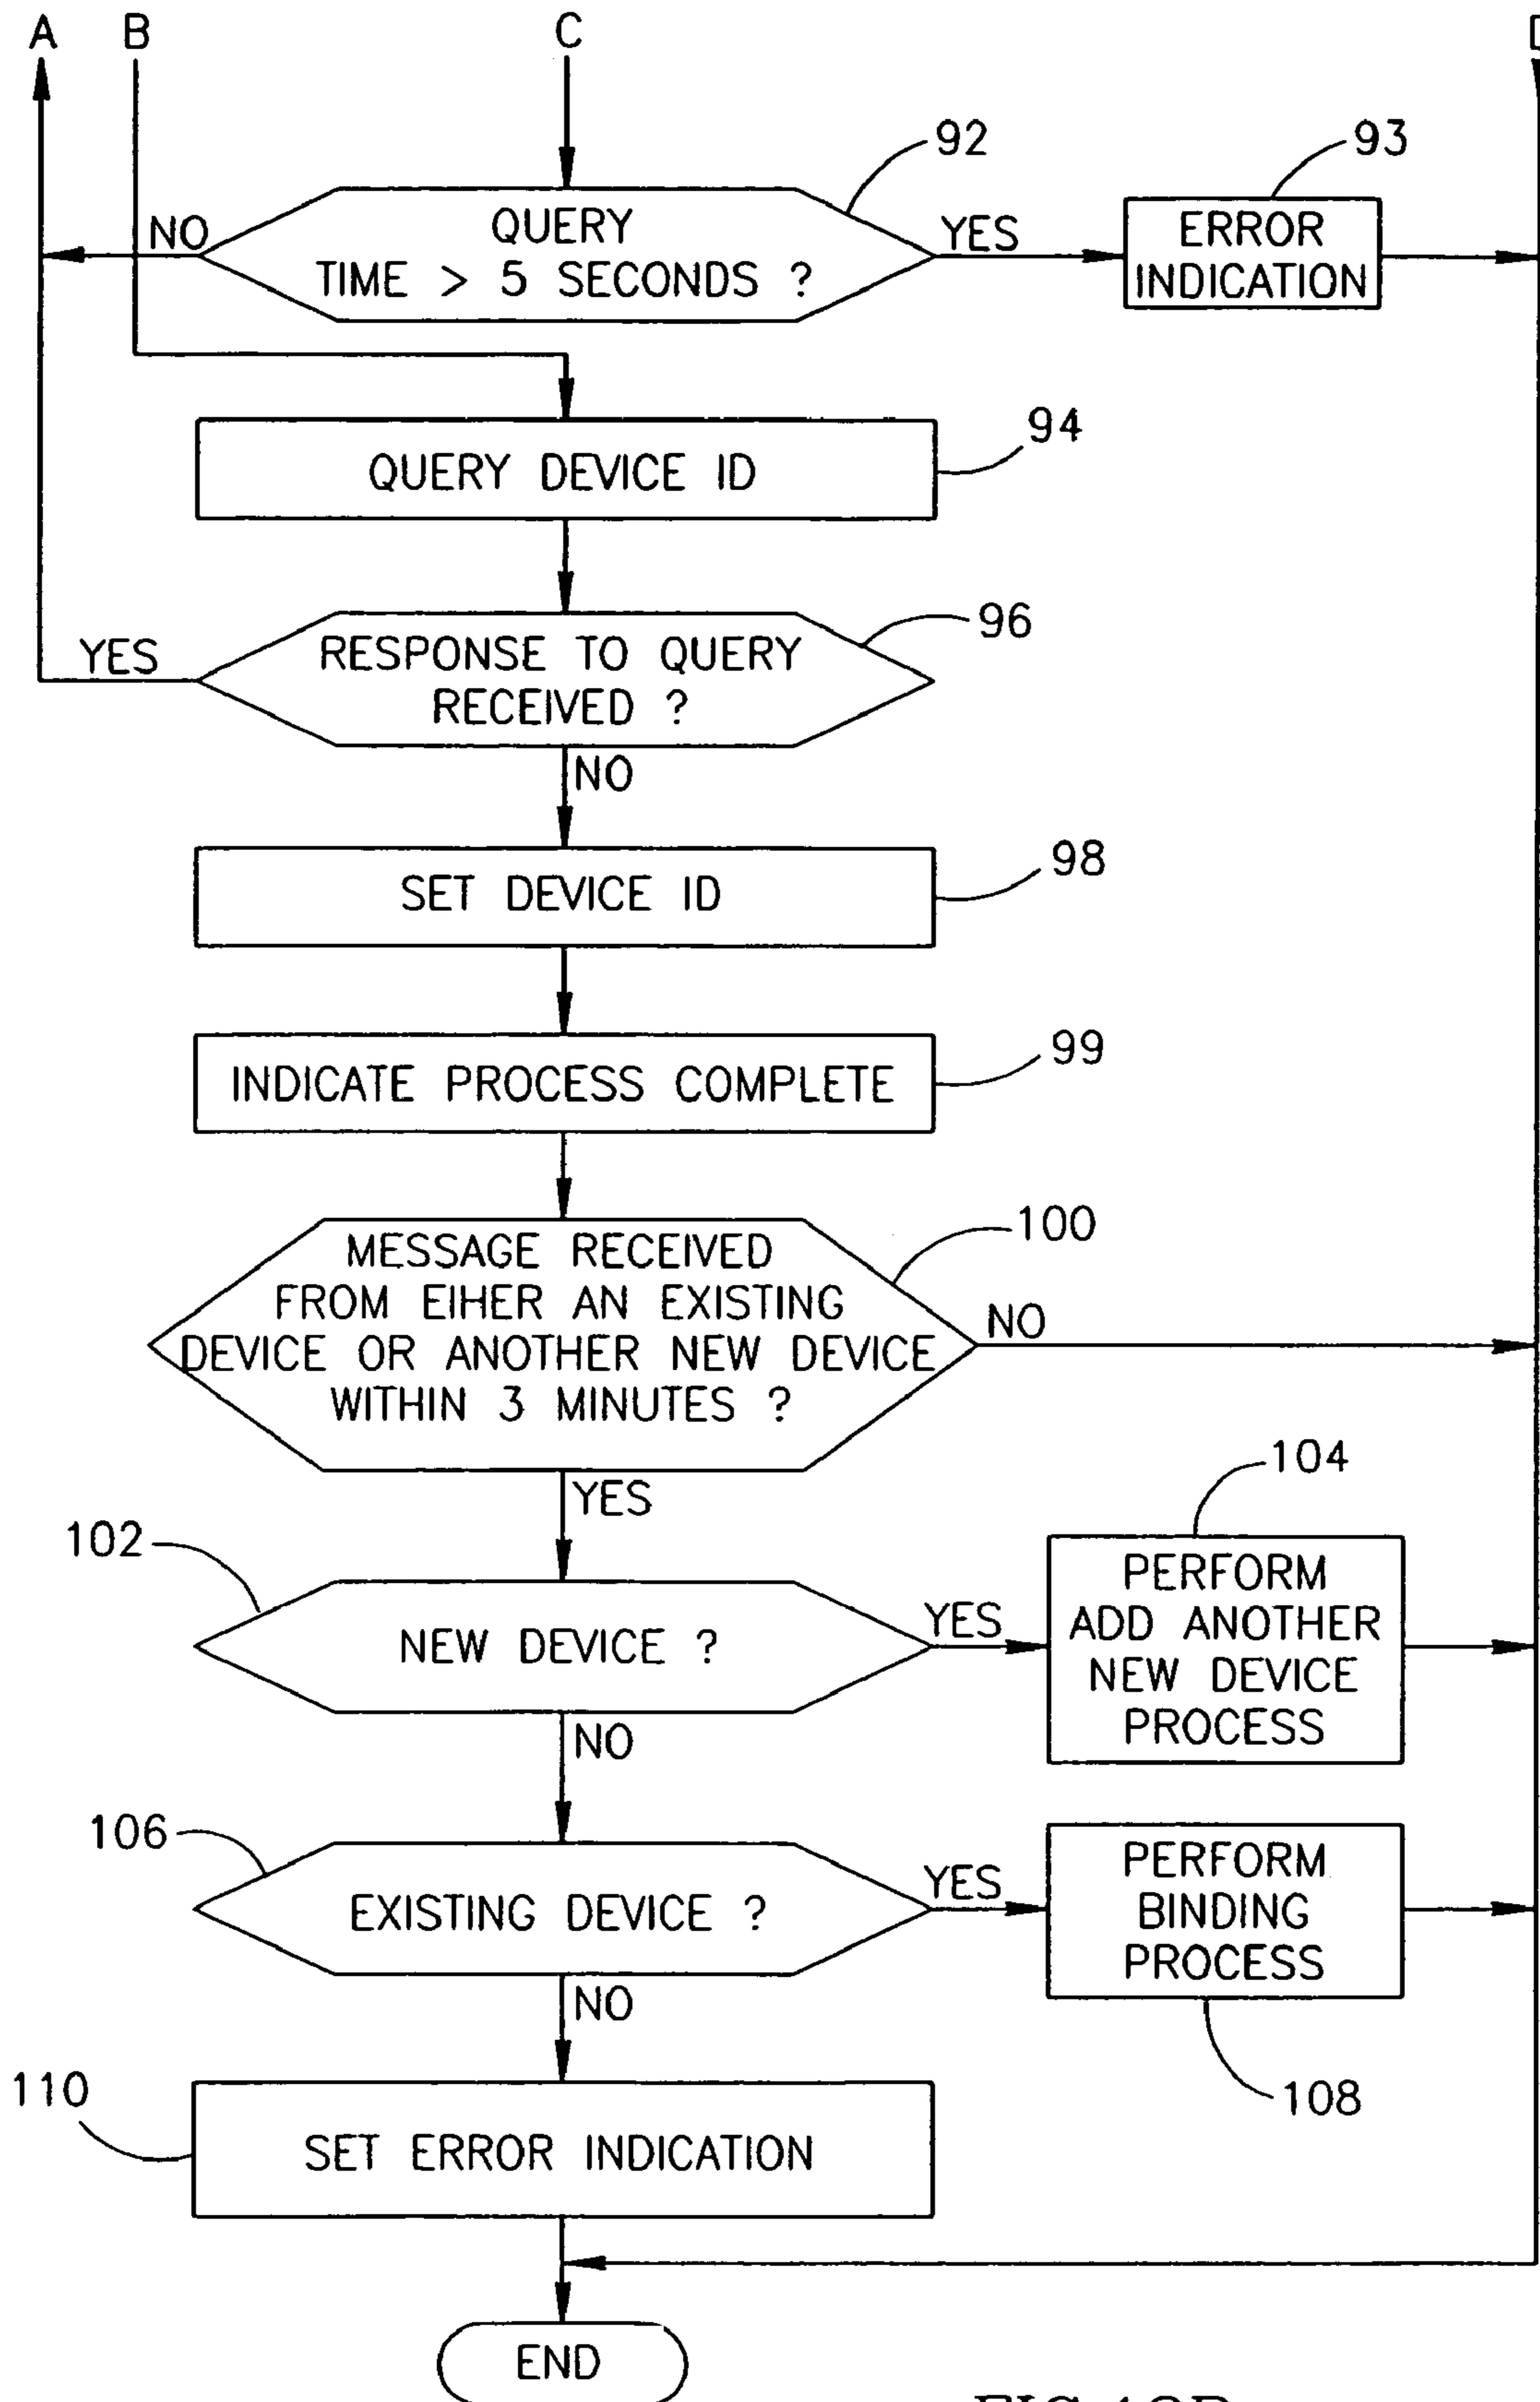 A
B
C
92
93
NO
QUERY
TIME > 5 SECONDS ?
YES
ERROR
INDICATION
94
QUERY DEVICE ID
96
YES
RESPONSE TO QUERY
RECEIVED ?
NO
98
SET DEVICE ID
99
INDICATE PROCESS COMPLETE
100
MESSAGE RECEIVED
FROM EIHER AN EXISTING
DEVICE OR ANOTHER NEW DEVICE
WITHIN 3 MINUTES ?
NO
YES
102
104
NEW DEVICE ?
YES
PERFORM
ADD ANOTHER
NEW DEVICE
PROCESS
NO
106
EXISTING DEVICE ?
YES
PERFORM
BINDING
PROCESS
NO
108
110
SET ERROR INDICATION
END